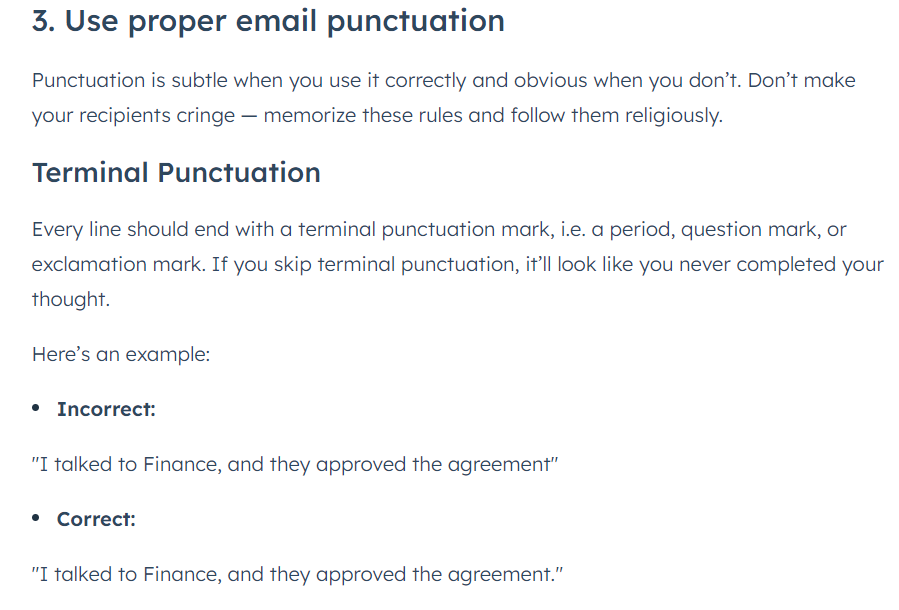 3. Use proper email punctuation
Punctuation is subtle when you use it correctly and obvious when you don’t. Don’t make
your recipients cringe — memorize these rules and follow them religiously.
Terminal Punctuation
Every line should end with a terminal punctuation mark, i.e. a period, question mark, or
exclamation mark. If you skip terminal punctuation, it’ll look like you never completed your
thought.
Here’s an example:
• Incorrect:
"I talked to Finance, and they approved the agreement"
• Correct:
"I talked to Finance, and they approved the agreement."